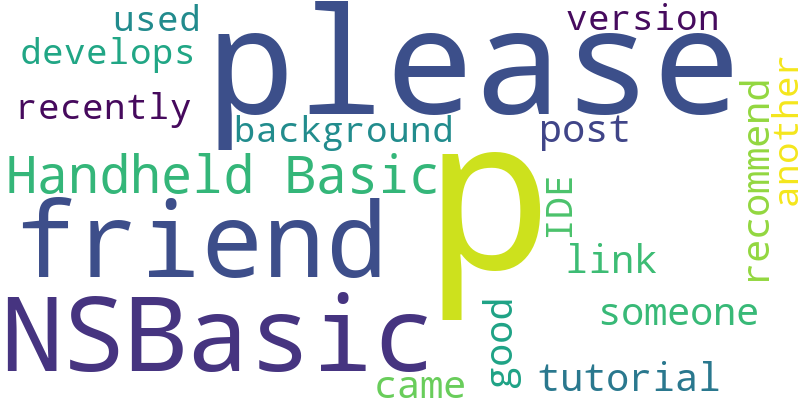 used
version
please
develops
recently
background
post
another
recommend
Handheld Basic
p
IDE
friend
link
NSBasic
someone
good
came
tutorial